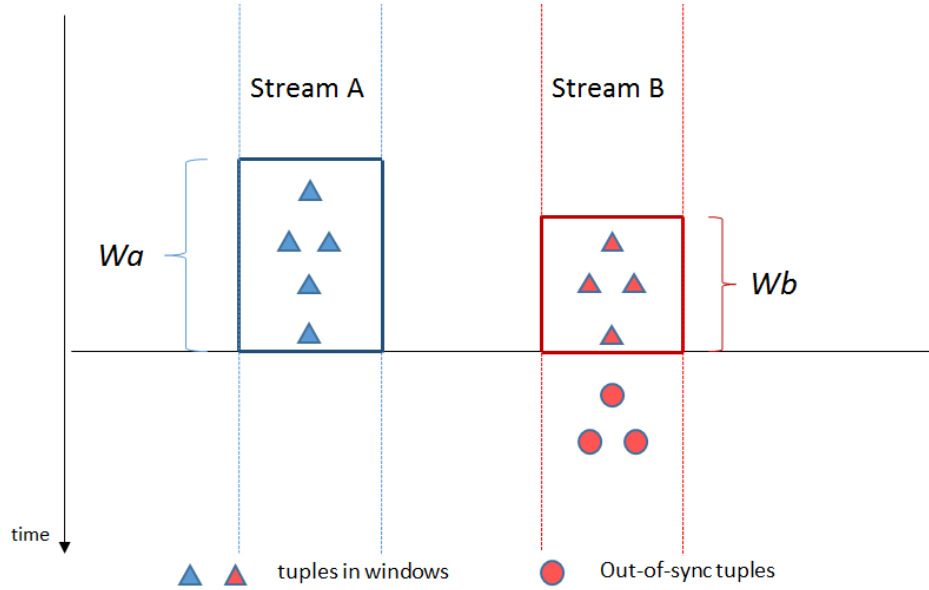 Stream A
Stream B
Wa
Wb
time
tuples in windows
Out-of-sync tuples